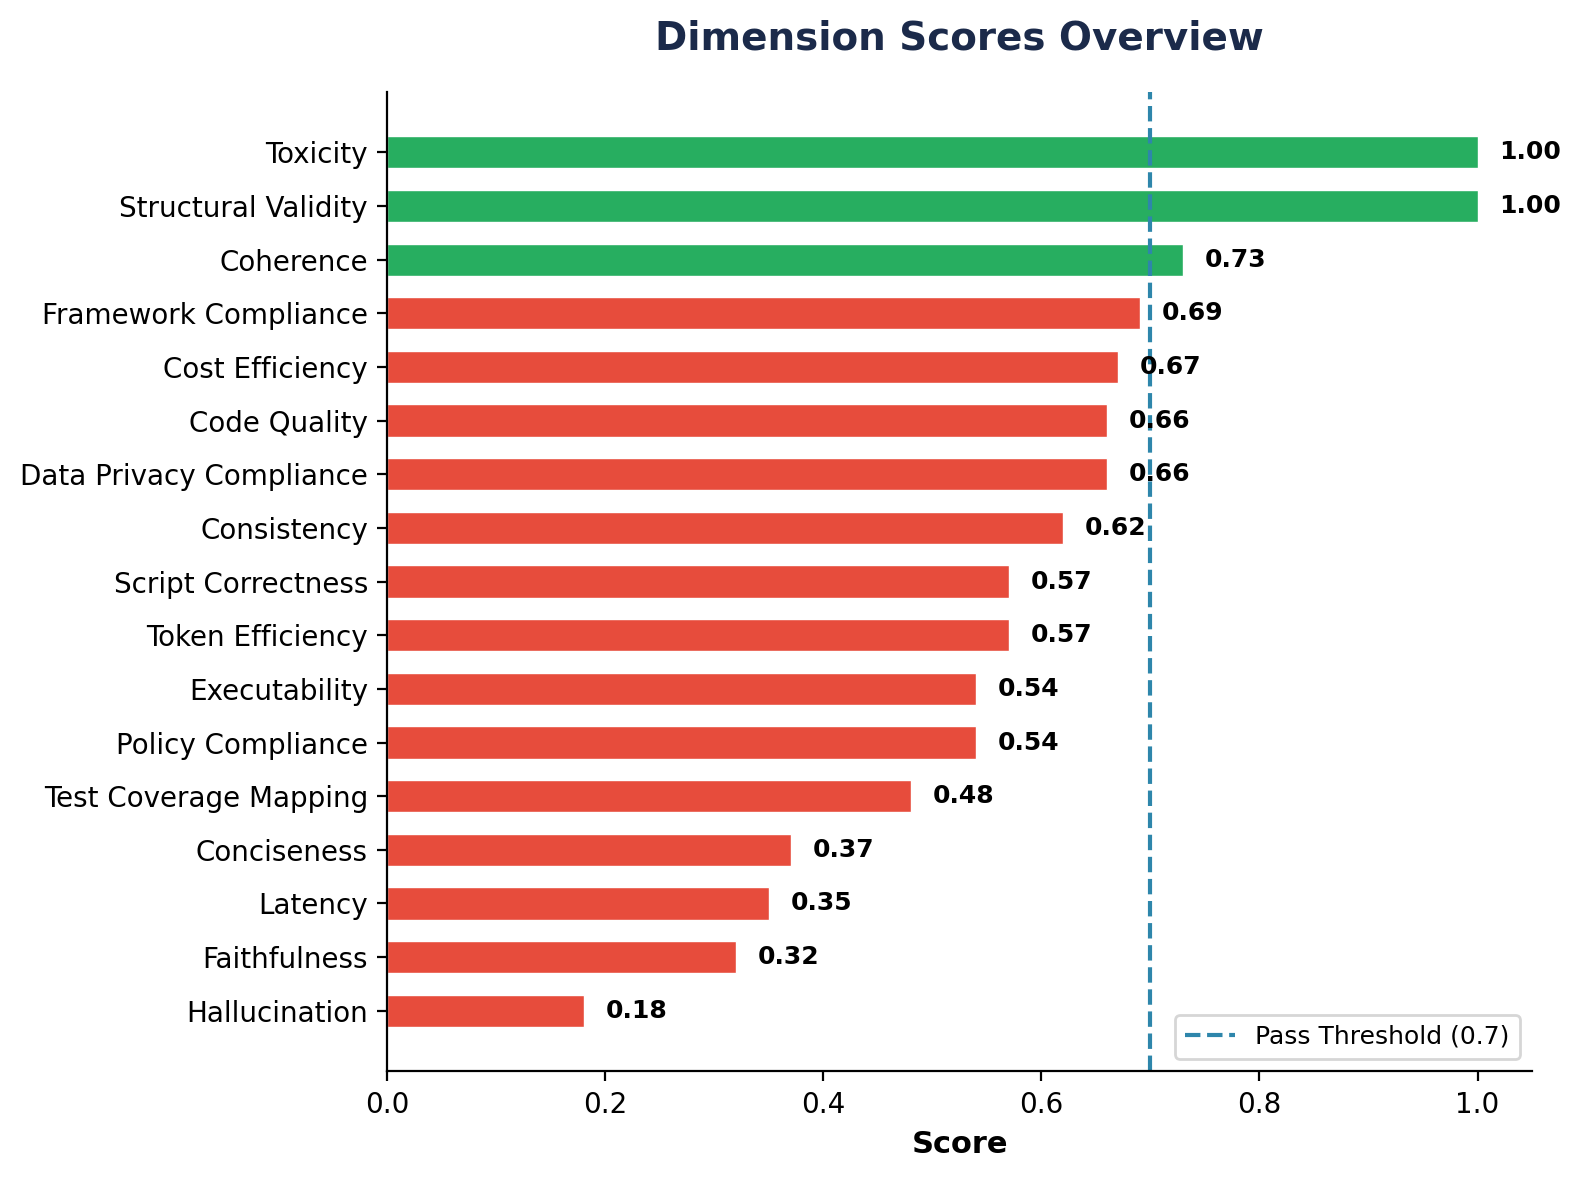 Dimension Scores Overview
Toxicity 1.00
Structural Validity 1.00
Coherence 0.73
Framework Compliance 0.69
Cost Efficiency 0.67
Code Quality 0.66
Data Privacy Compliance 0.66
Consistency 0.62
Script Correctness 0.57
Token Efficiency 0.57
Executability 0.54
Policy Compliance 0.54
Test Coverage Mapping 0.48
Conciseness 0.37
Latency 0.35
Faithfulness 0.32
Hallucination 0.18
Pass Threshold (0.7)
0.0 0.2 0.4 0.6 0.8 1.0
Score